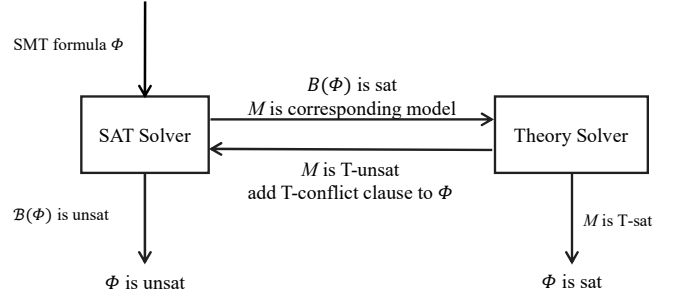 SMT formula Φ
B(Φ) is sat
M is corresponding model
SAT Solver
Theory Solver
M is T-unsat
add T-conflict clause to Φ
ℬ(Φ) is unsat
M is T-sat
Φ is unsat
Φ is sat